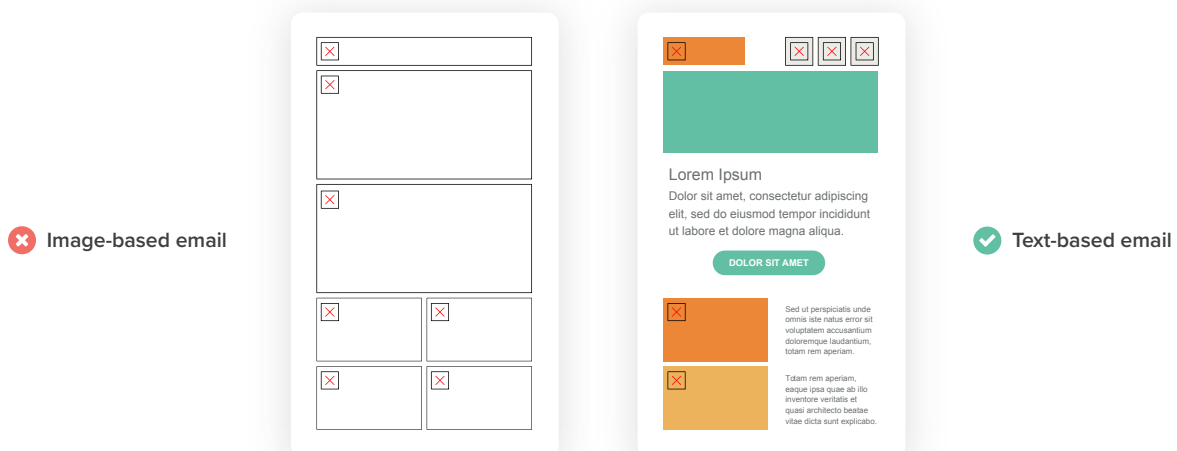 Image-based email
Lorem Ipsum
Dolor sit amet, consectetur adipiscing
elit, sed do eiusmod tempor incididunt
ut labore et dolore magna aliqua.
DOLOR SIT AMET
Sed ut perspiciatis unde
omnis iste natus error sit
voluptatem accusantium
doloremque laudantium,
totam rem aperiam.
Totam rem aperiam,
eaque ipsa quae ab illo
inventore veritatis et
quasi architecto beatae
vitae dicta sunt explicabo.
Text-based email